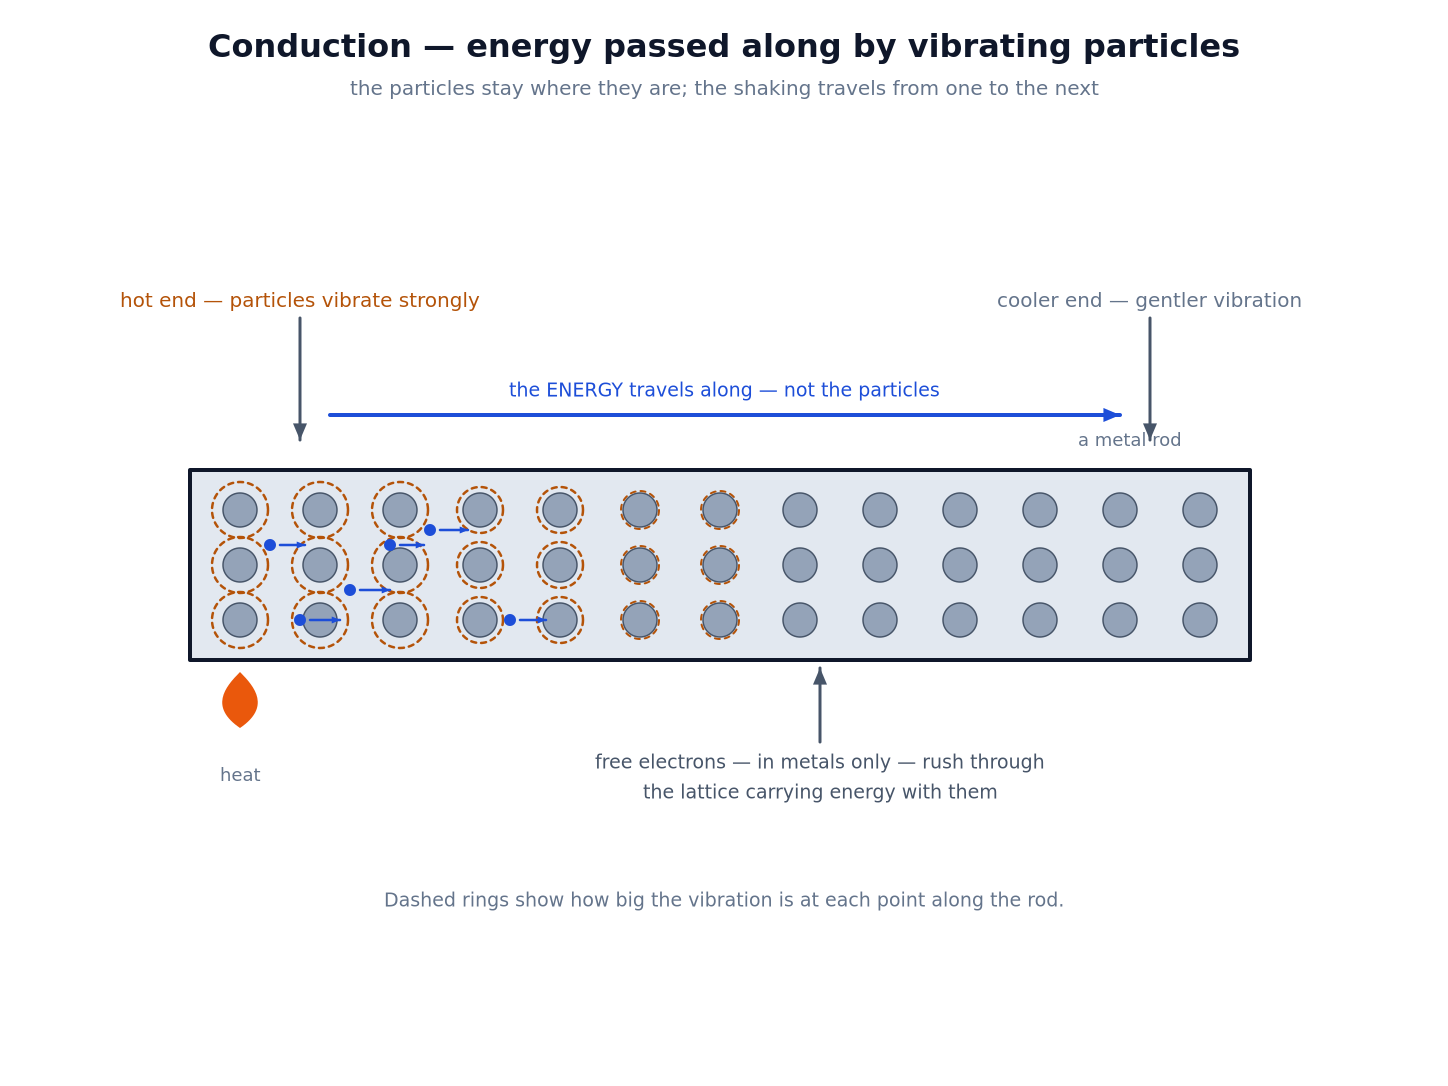 Conduction — energy passed along by vibrating particles
the particles stay where they are; the shaking travels from one to the next
hot end — particles vibrate strongly
cooler end — gentler vibration
the ENERGY travels along — not the particles
a metal rod
free electrons — in metals only — rush through
the lattice carrying energy with them
heat
Dashed rings show how big the vibration is at each point along the rod.